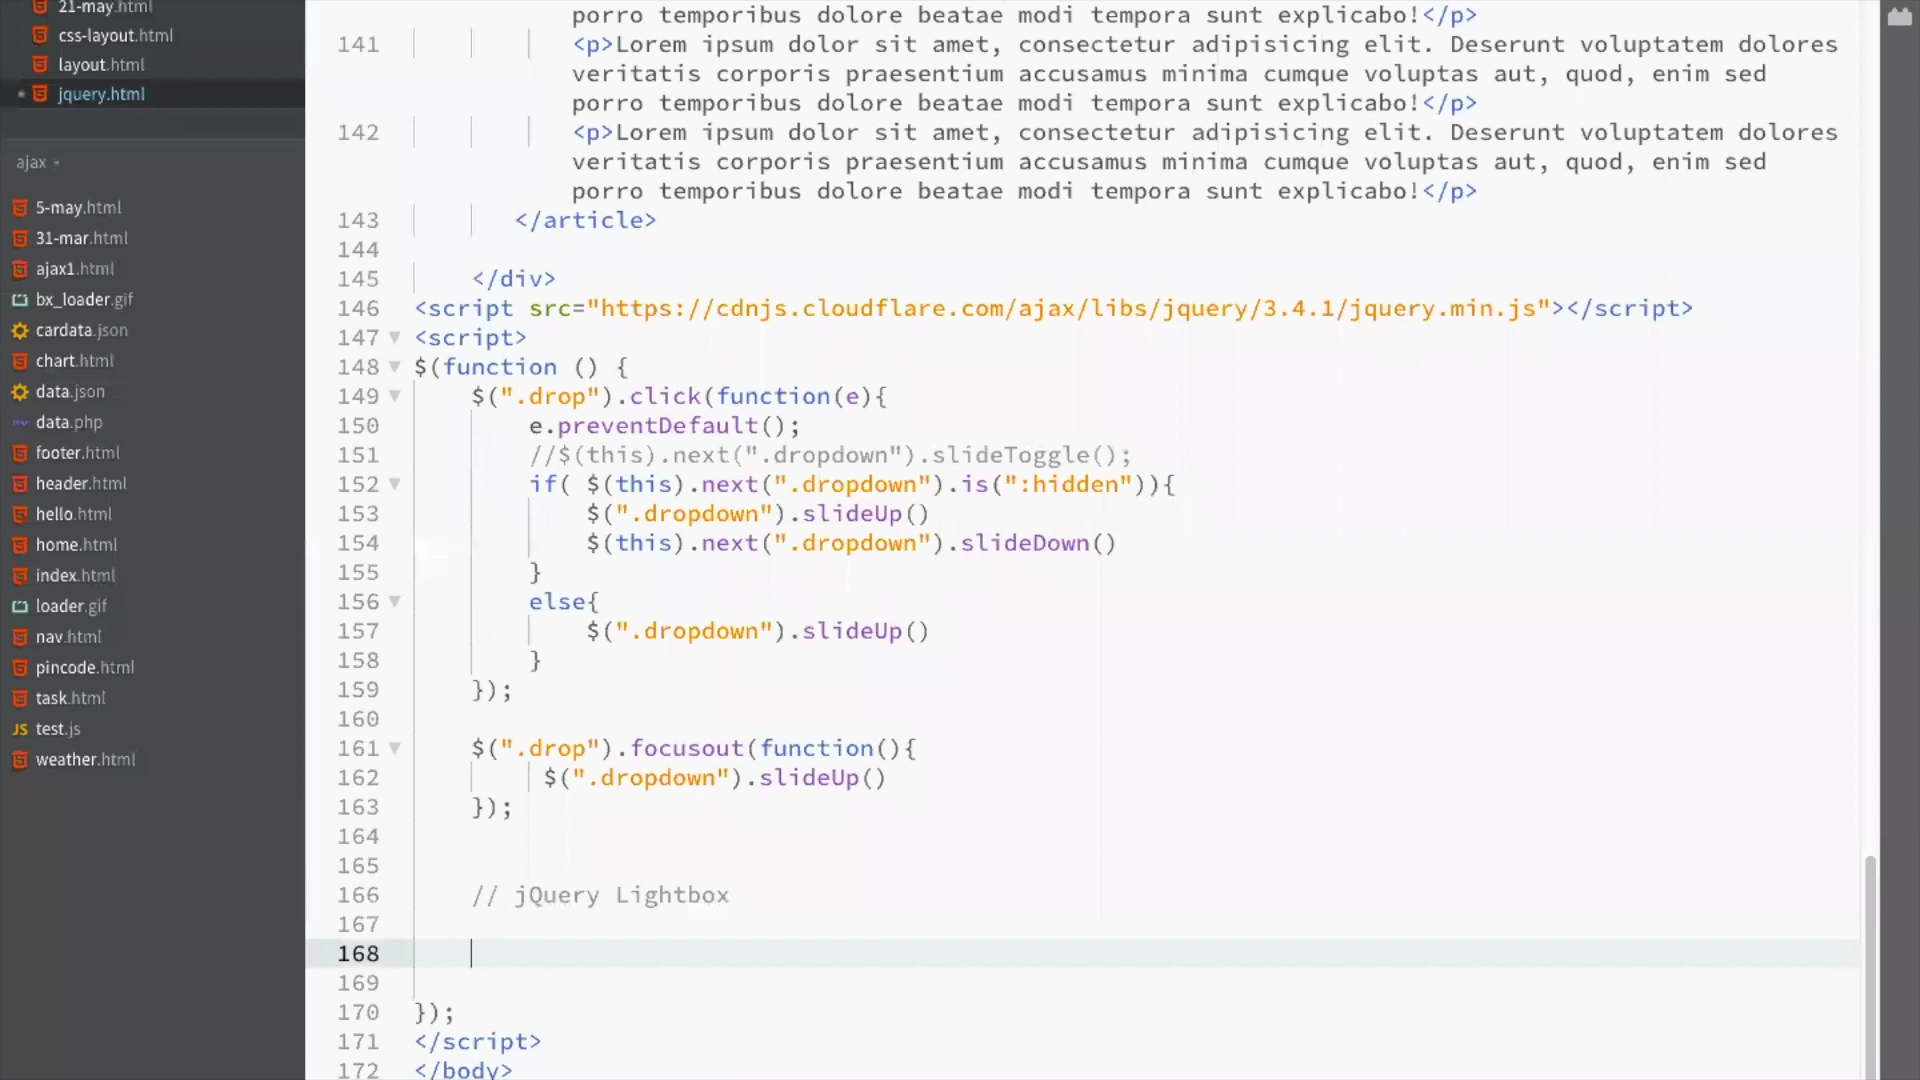 21-may.html
css-layout.html
layout.html
jquery.html
ajax
5-may.html
31-mar.html
ajax1.html
bx_loader.gif
cardata.json
chart.html
data.json
data.php
footer.html
header.html
hello.html
home.html
index.html
loader.gif
nav.html
pincode.html
task.html
JS test.js
weather.html
porro temporibus dolore beatae modi tempora sunt explicabo!</p>
141 <p>Lorem ipsum dolor sit amet, consectetur adipisicing elit. Deserunt voluptatem dolores
veritatis corporis praesentium accusamus minima cumque voluptas aut, quod, enim sed
porro temporibus dolore beatae modi tempora sunt explicabo!</p>
142 <p>Lorem ipsum dolor sit amet, consectetur adipisicing elit. Deserunt voluptatem dolores
veritatis corporis praesentium accusamus minima cumque voluptas aut, quod, enim sed
porro temporibus dolore beatae modi tempora sunt explicabo!</p>
143 </article>
144
145 </div>
146 <script src="https://cdnjs.cloudflare.com/ajax/libs/jquery/3.4.1/jquery.min.js"></script>
147 <script>
148 $(function () {
149 $(".drop").click(function(e){
150 e.preventDefault();
151 //$(this).next(".dropdown").slideToggle();
152 if( $(this).next(".dropdown").is(":hidden")){
153 $(".dropdown").slideUp()
154 $(this).next(".dropdown").slideDown()
155 }
156 else{
157 $(".dropdown").slideUp()
158 }
159 });
160
161 $(".drop").focusout(function(){
162 $(".dropdown").slideUp()
163 });
164
165
166 // jQuery Lightbox
167
168
169
170 });
171 </script>
172 </body>